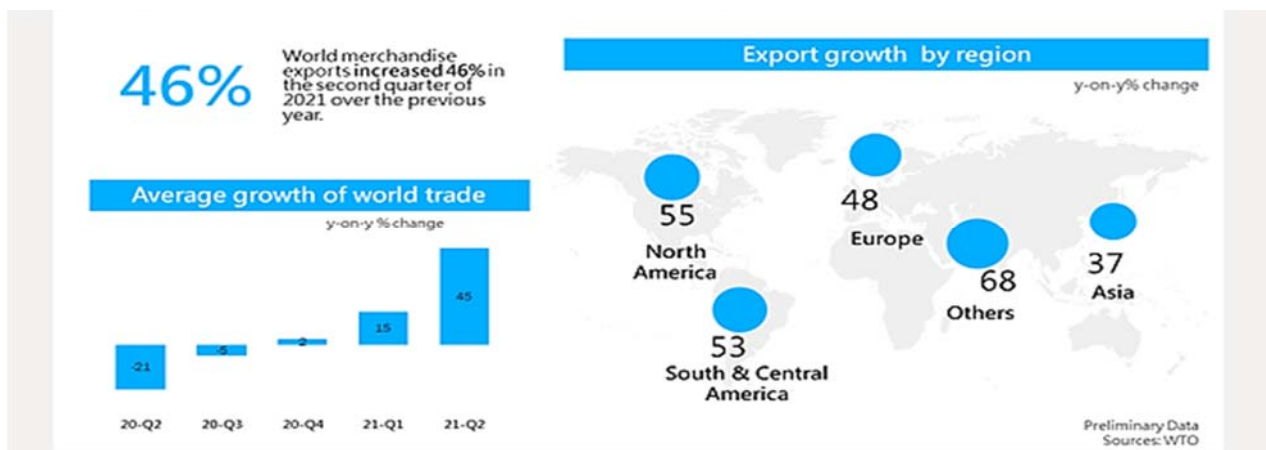 46%
World merchandise
exports increased 46% in
the second quarter of
2021 over the previous
year.
Average growth of world trade
y-on-y % change
-21
-5
2
15
45
20-Q2
20-Q3
20-Q4
21-Q1
21-Q2
Export growth by region
y-on-y% change
55
North
America
48
Europe
68
Others
37
Asia
53
South & Central
America
Preliminary Data
Sources: WTO